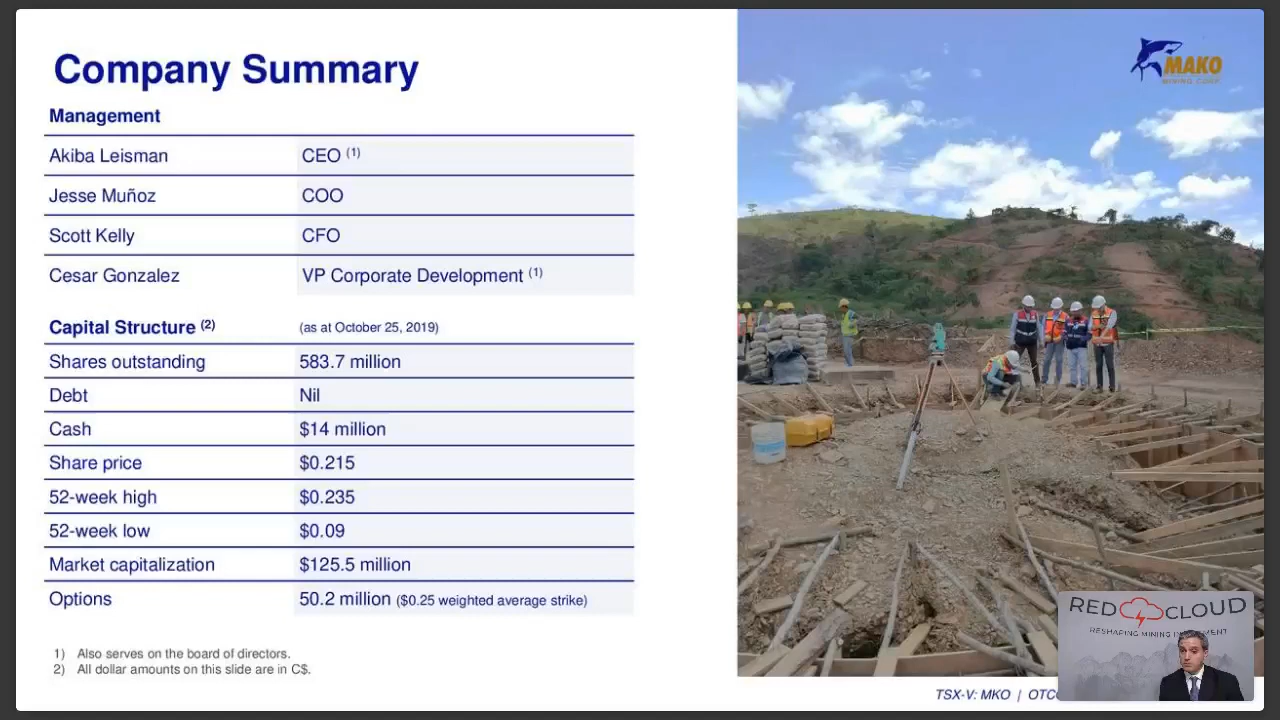 Company Summary
Management
Akiba Leisman CEO (1)
Jesse Muñoz COO
Scott Kelly CFO
Cesar Gonzalez VP Corporate Development (1)
Capital Structure (2) (as at October 25, 2019)
Shares outstanding 583.7 million
Debt Nil
Cash $14 million
Share price $0.215
52-week high $0.235
52-week low $0.09
Market capitalization $125.5 million
Options 50.2 million ($0.25 weighted average strike)
1) Also serves on the board of directors.
2) All dollar amounts on this slide are in C$.
MAKO
MINING CORP
RED CLOUD
RESHAPING MINING INVESTMENT
TSX-V: MKO | OTC